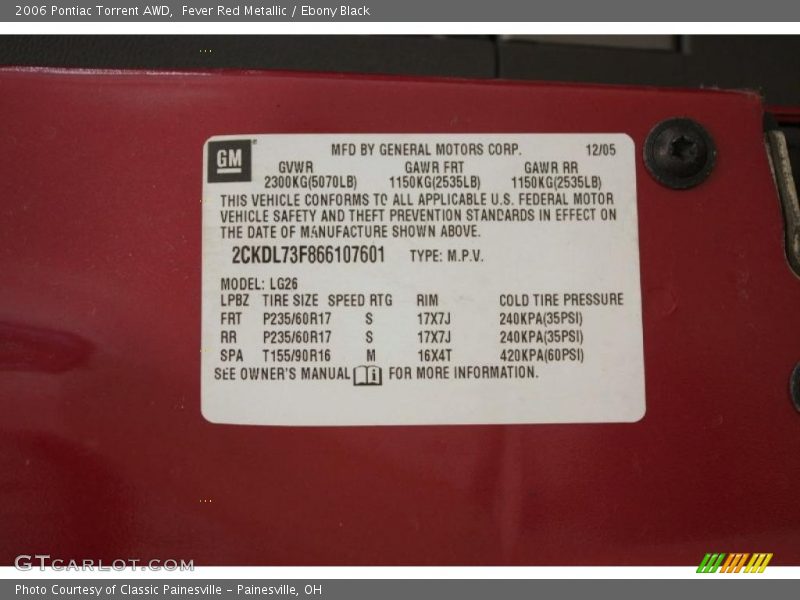 2006 Pontiac Torrent AWD,  Fever Red Metallic / Ebony Black
GM
MFD BY GENERAL MOTORS CORP. 12/05
GVWR GAWR FRT GAWR RR
2300KG(5070LB) 1150KG(2535LB) 1150KG(2535LB)
THIS VEHICLE CONFORMS TO ALL APPLICABLE U.S. FEDERAL MOTOR
VEHICLE SAFETY AND THEFT PREVENTION STANDARDS IN EFFECT ON
THE DATE OF MANUFACTURE SHOWN ABOVE.
2CKDL73F866107601 TYPE: M.P.V.
MODEL: LG26
LPBZ TIRE SIZE SPEED RTG RIM COLD TIRE PRESSURE
FRT P235/60R17 S 17X7J 240KPA(35PSI)
RR P235/60R17 S 17X7J 240KPA(35PSI)
SPA T155/90R16 M 16X4T 420KPA(60PSI)
SEE OWNER'S MANUAL FOR MORE INFORMATION.
GTcarlot.com
Photo Courtesy of Classic Painesville - Painesville, OH